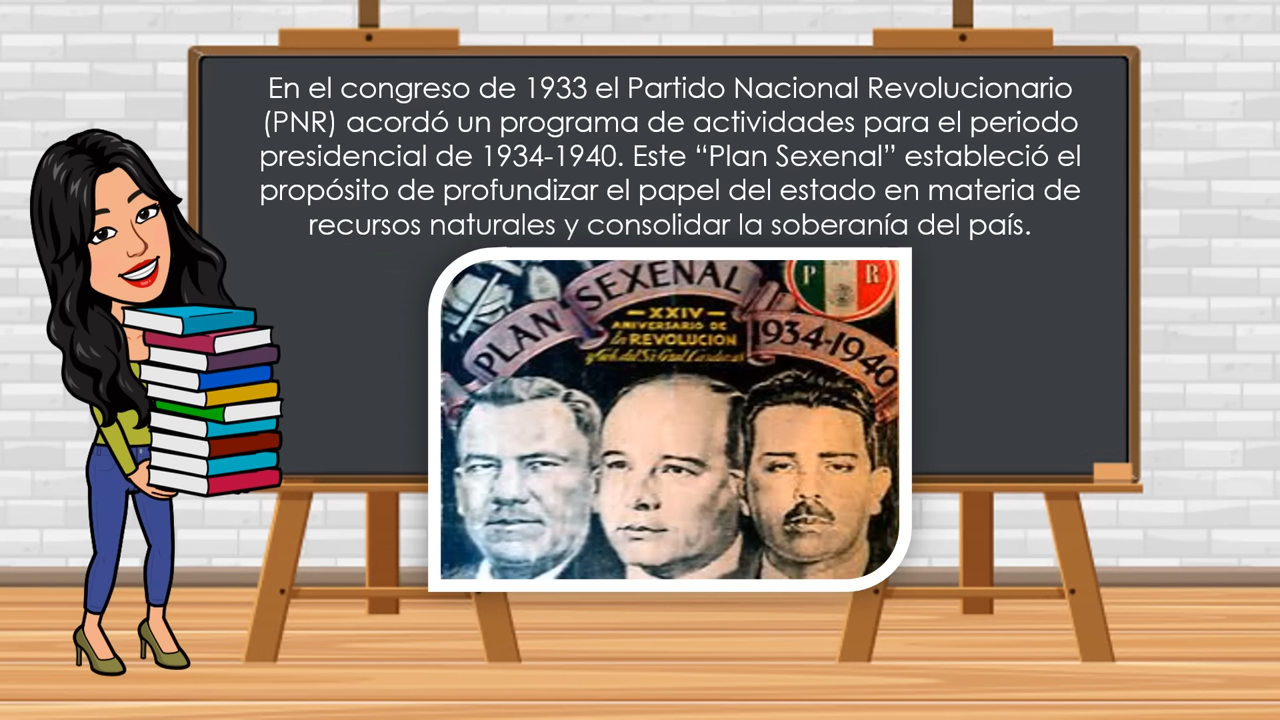 En el congreso de 1933 el Partido Nacional Revolucionario
(PNR) acordó un programa de actividades para el periodo
presidencial de 1934-1940. Este “Plan Sexenal” estableció el
propósito de profundizar el papel del estado en materia de
recursos naturales y consolidar la soberanía del país.
PLAN SEXENAL
P R
XXIV
ANIVERSARIO DE
la REVOLUCION
1934-1940